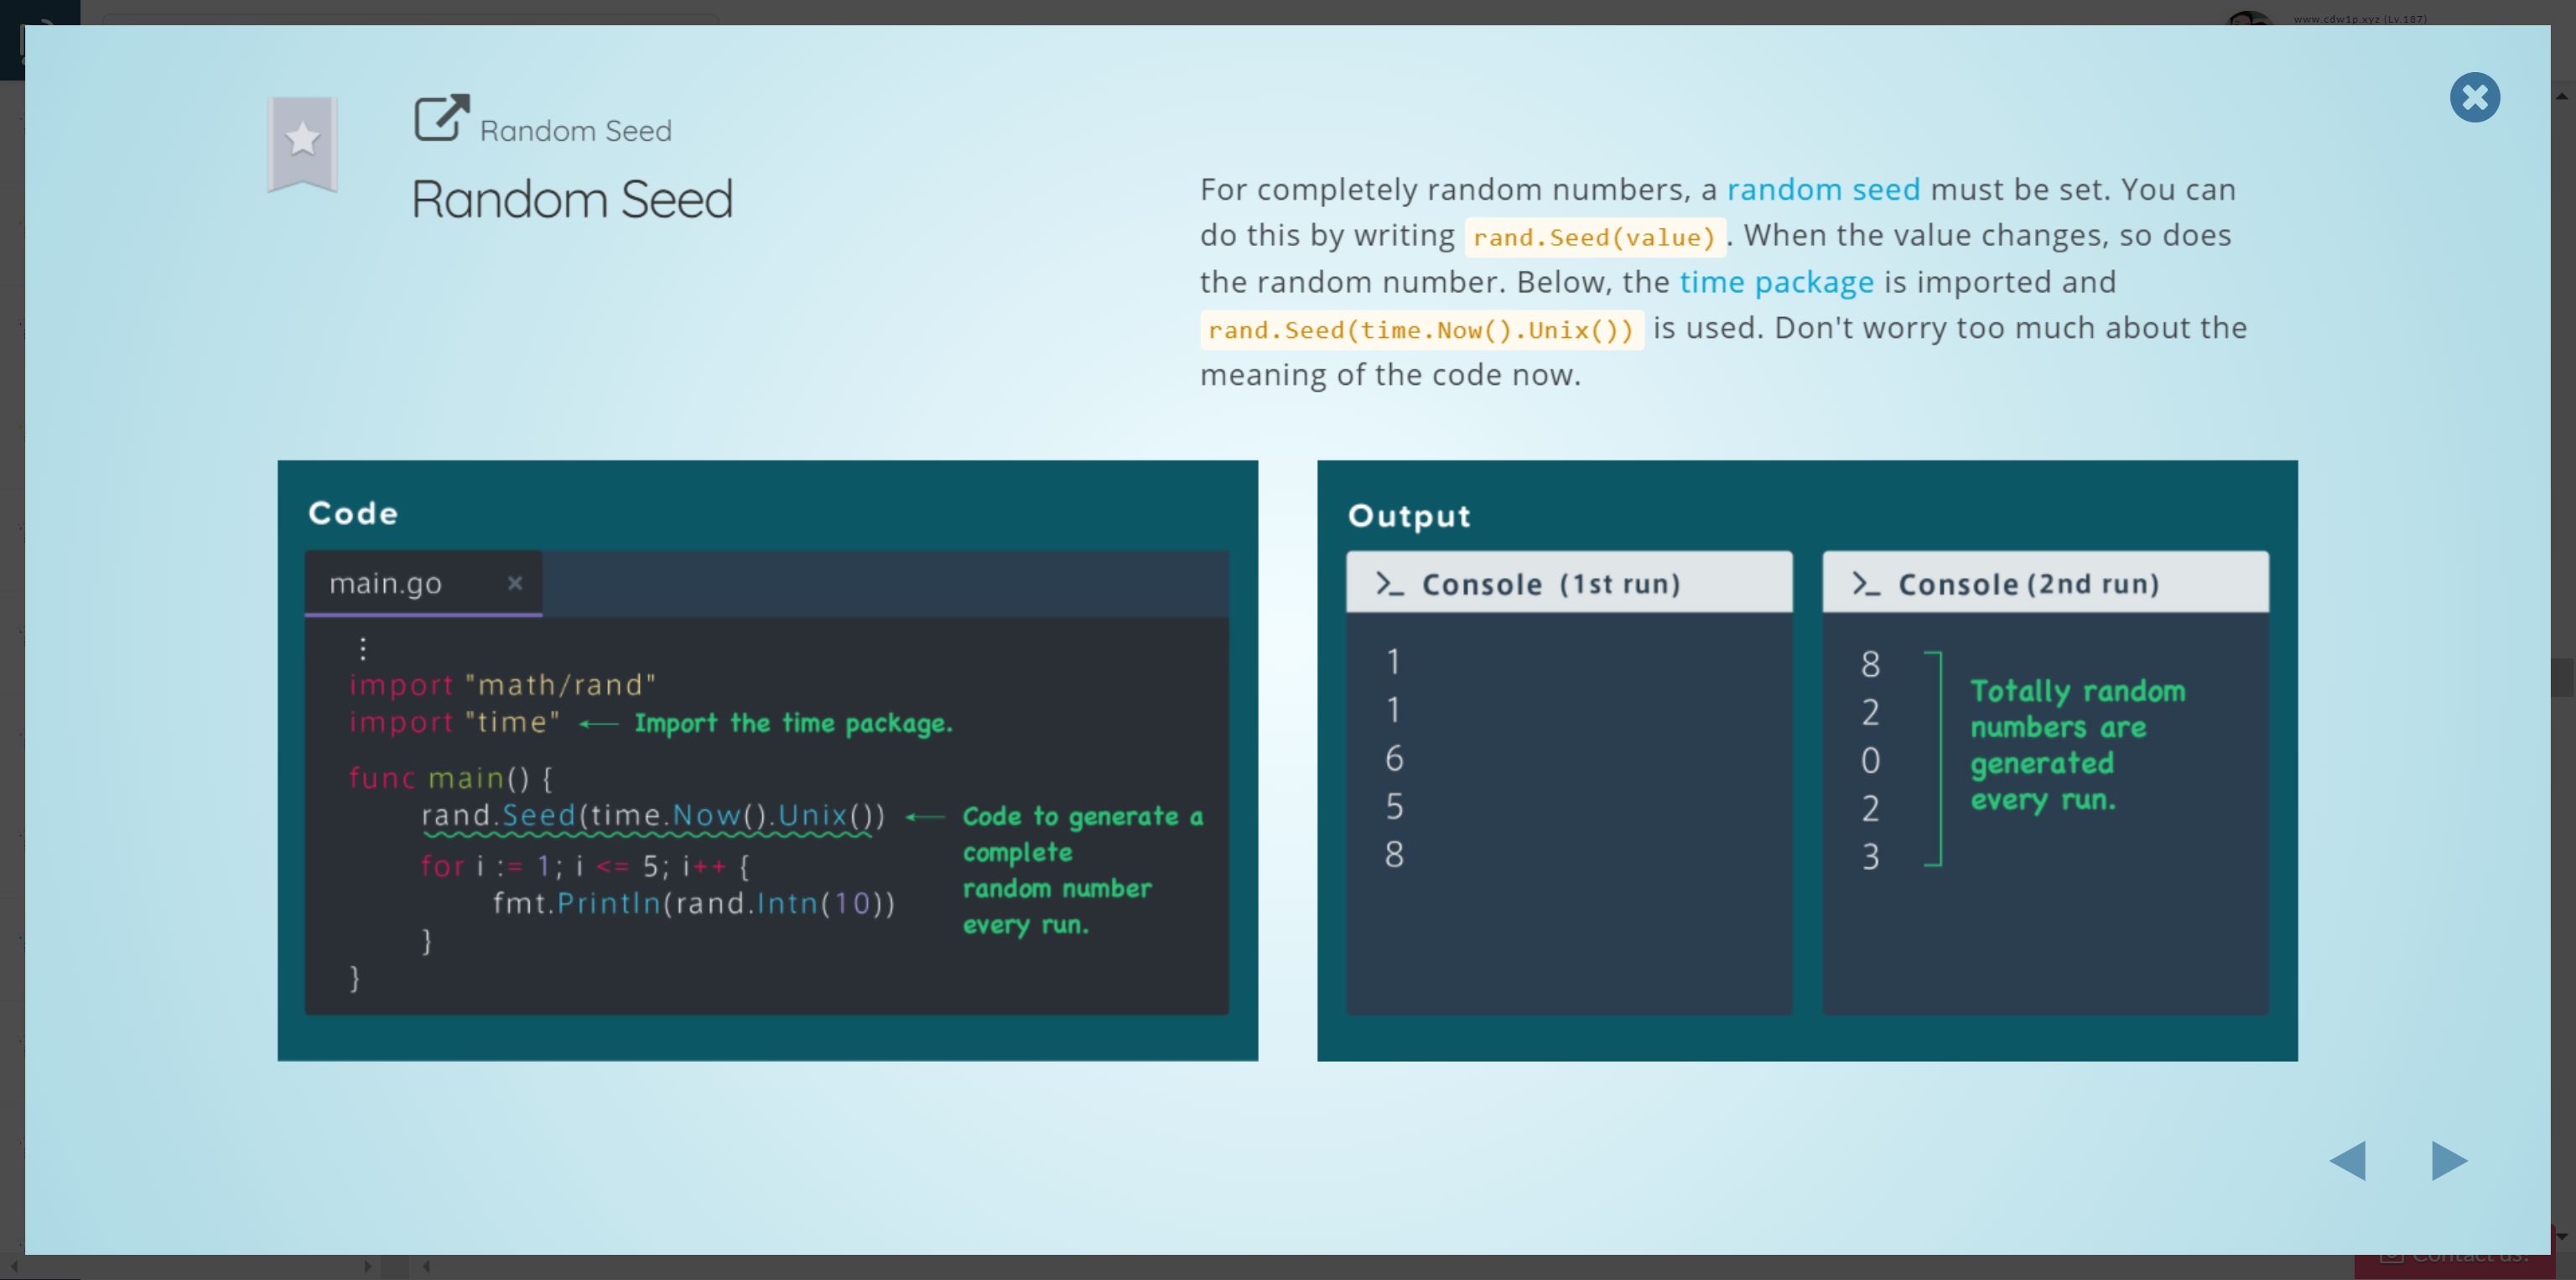 www.cdw1p.xyz (Lv.187)
Random Seed
Random Seed
For completely random numbers, a random seed must be set. You can
do this by writing rand.Seed(value) . When the value changes, so does
the random number. Below, the time package is imported and
rand.Seed(time.Now().Unix()) is used. Don't worry too much about the
meaning of the code now.
Code
main.go ×
⋮
import "math/rand"
import "time" ← Import the time package.
func main() {
rand.Seed(time.Now().Unix()) ← Code to generate a
complete
random number
every run.
for i := 1; i <= 5; i++ {
fmt.Println(rand.Intn(10))
}
}
Output
>_ Console (1st run)
1
1
6
5
8
>_ Console (2nd run)
8
2
0
2
3
Totally random
numbers are
generated
every run.
Contact us!